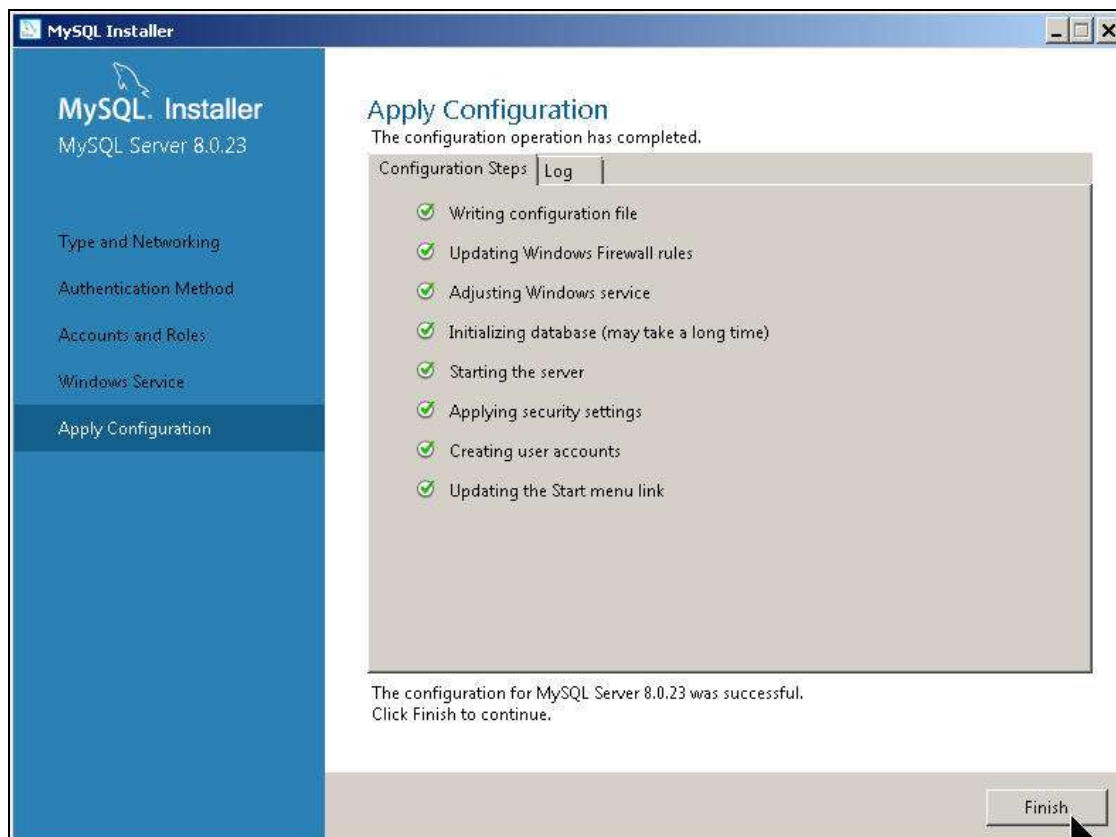 MySQL Installer
MySQL. Installer
MySQL Server 8.0.23
Type and Networking
Authentication Method
Accounts and Roles
Windows Service
Apply Configuration
Apply Configuration
The configuration operation has completed.
Configuration Steps Log
Writing configuration file
Updating Windows Firewall rules
Adjusting Windows service
Initializing database (may take a long time)
Starting the server
Applying security settings
Creating user accounts
Updating the Start menu link
The configuration for MySQL Server 8.0.23 was successful.
Click Finish to continue.
Finish